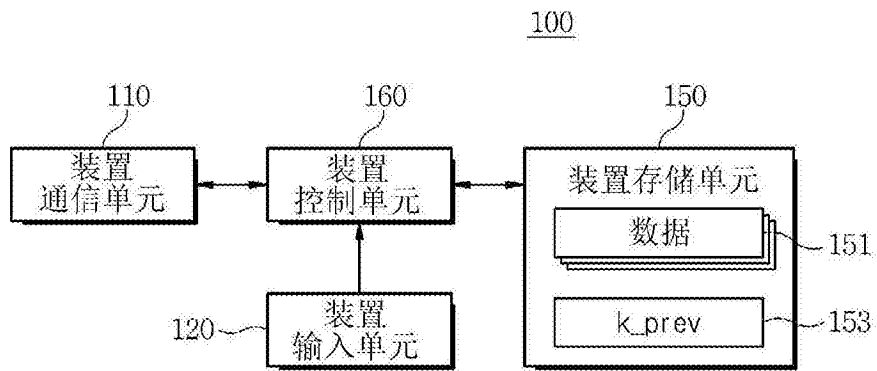 100
110
160
150
装置
通信单元
装置
控制单元
装置存储单元
数据
151
120
装置
输入单元
k_prev
153